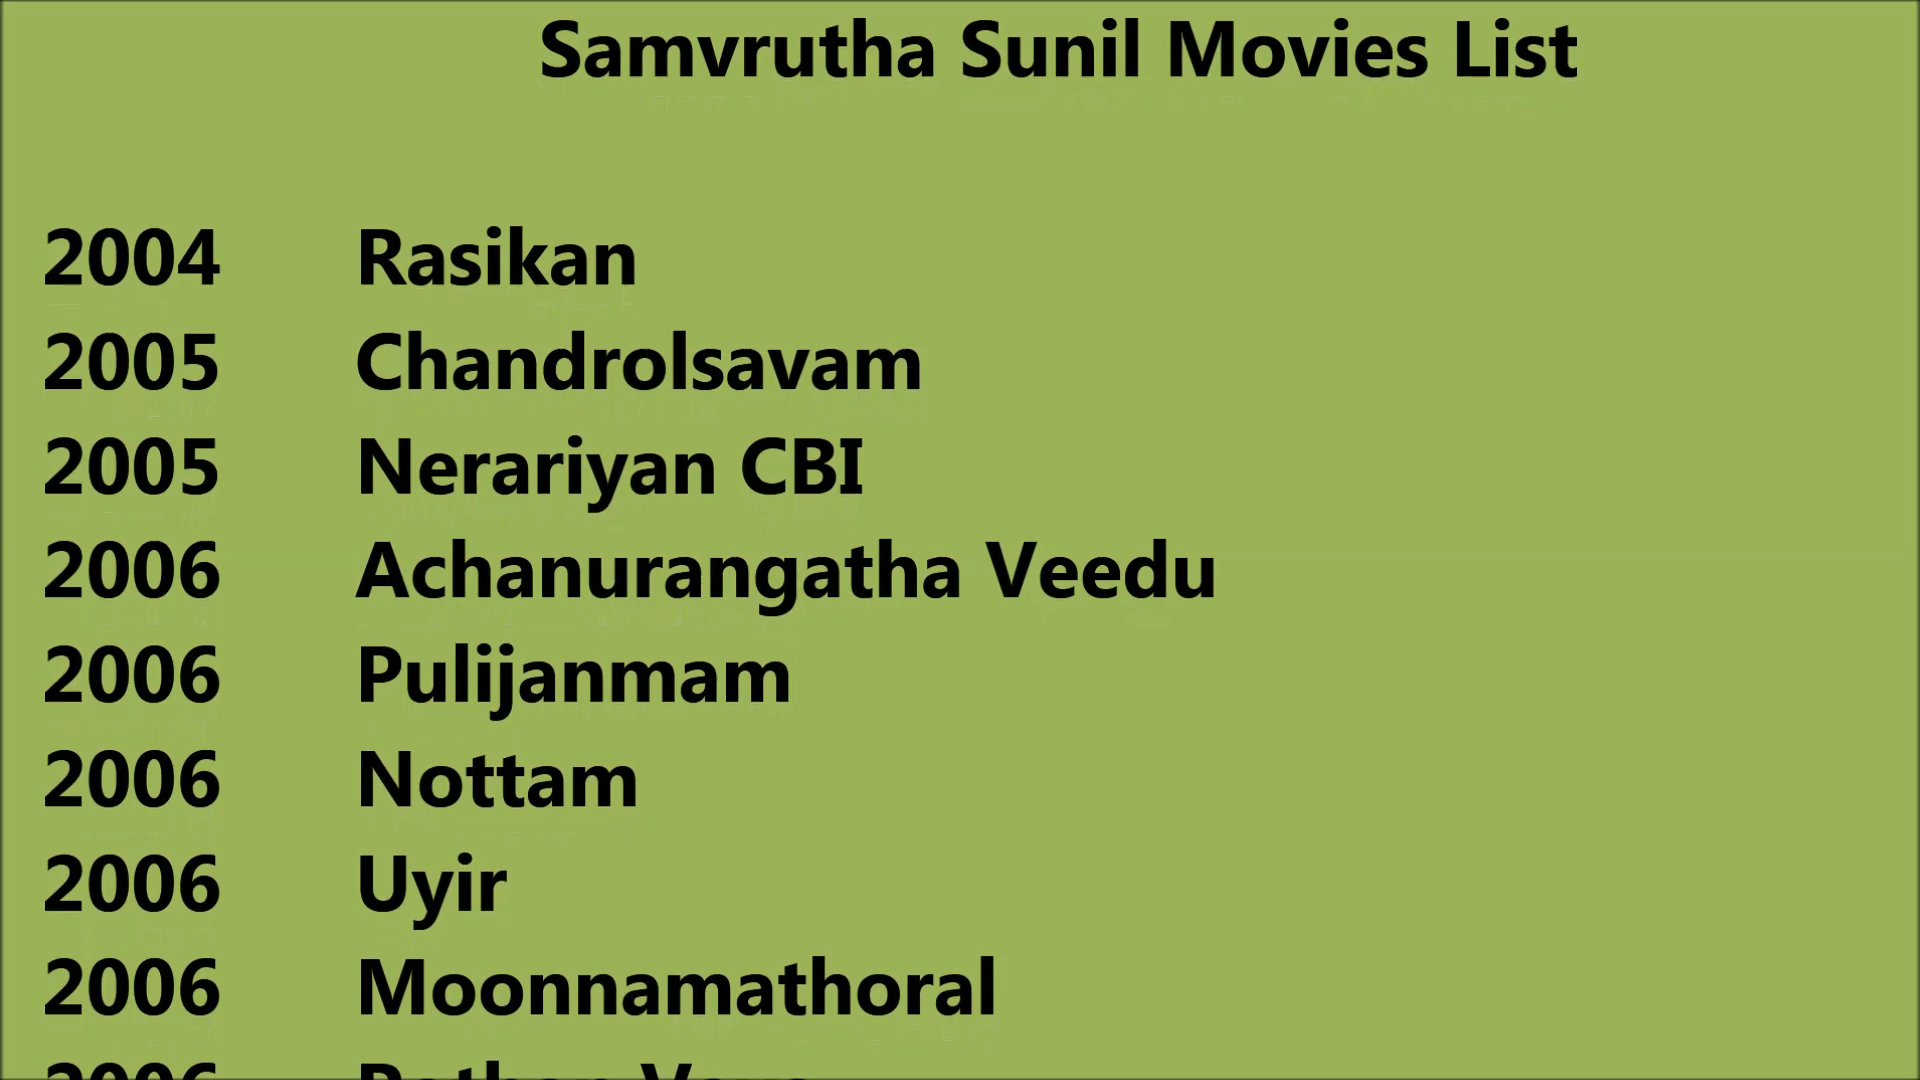 Samvrutha Sunil Movies List
2004 Rasikan
2005 Chandrolsavam
2005 Nerariyan CBI
2006 Achanurangatha Veedu
2006 Pulijanmam
2006 Nottam
2006 Uyir
2006 Moonnamathoral
2006